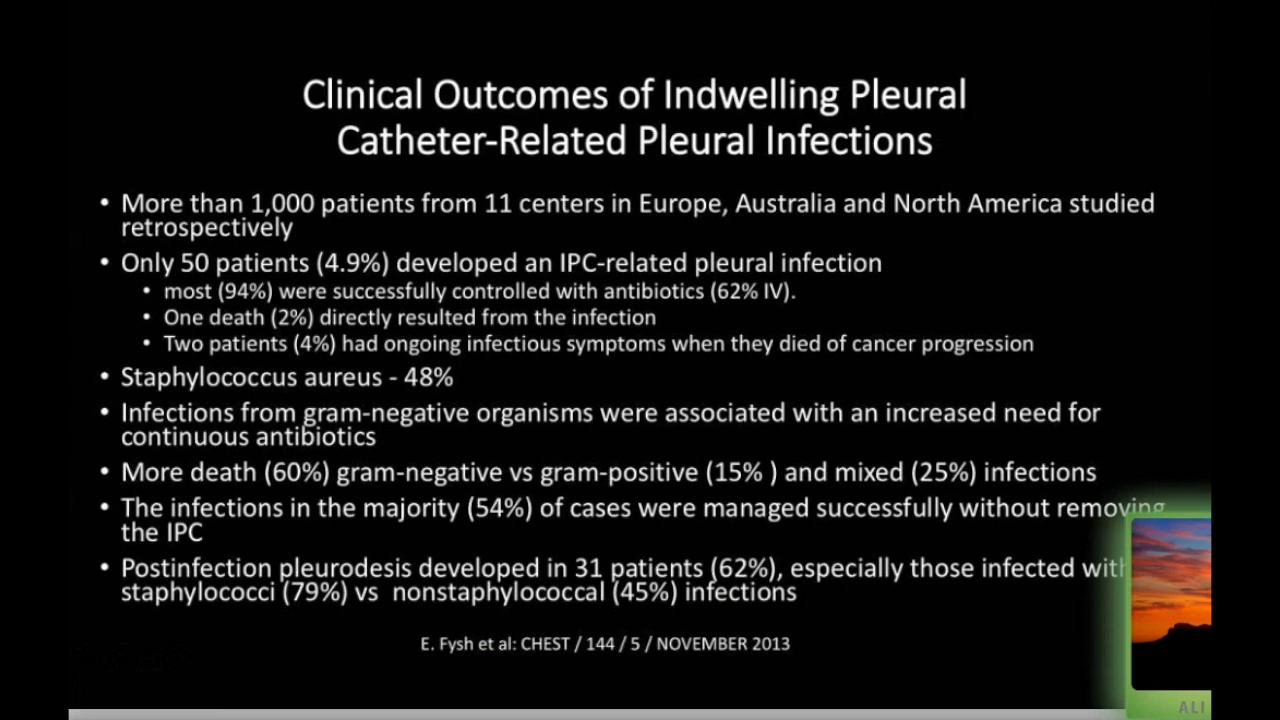 Clinical Outcomes of Indwelling Pleural
Catheter-Related Pleural Infections
• More than 1,000 patients from 11 centers in Europe, Australia and North America studied
retrospectively
• Only 50 patients (4.9%) developed an IPC-related pleural infection
• most (94%) were successfully controlled with antibiotics (62% IV).
• One death (2%) directly resulted from the infection
• Two patients (4%) had ongoing infectious symptoms when they died of cancer progression
• Staphylococcus aureus - 48%
• Infections from gram-negative organisms were associated with an increased need for
continuous antibiotics
• More death (60%) gram-negative vs gram-positive (15% ) and mixed (25%) infections
• The infections in the majority (54%) of cases were managed successfully without removing
the IPC
• Postinfection pleurodesis developed in 31 patients (62%), especially those infected with
staphylococci (79%) vs  nonstaphylococcal (45%) infections
E. Fysh et al: CHEST / 144 / 5 / NOVEMBER 2013
ALI